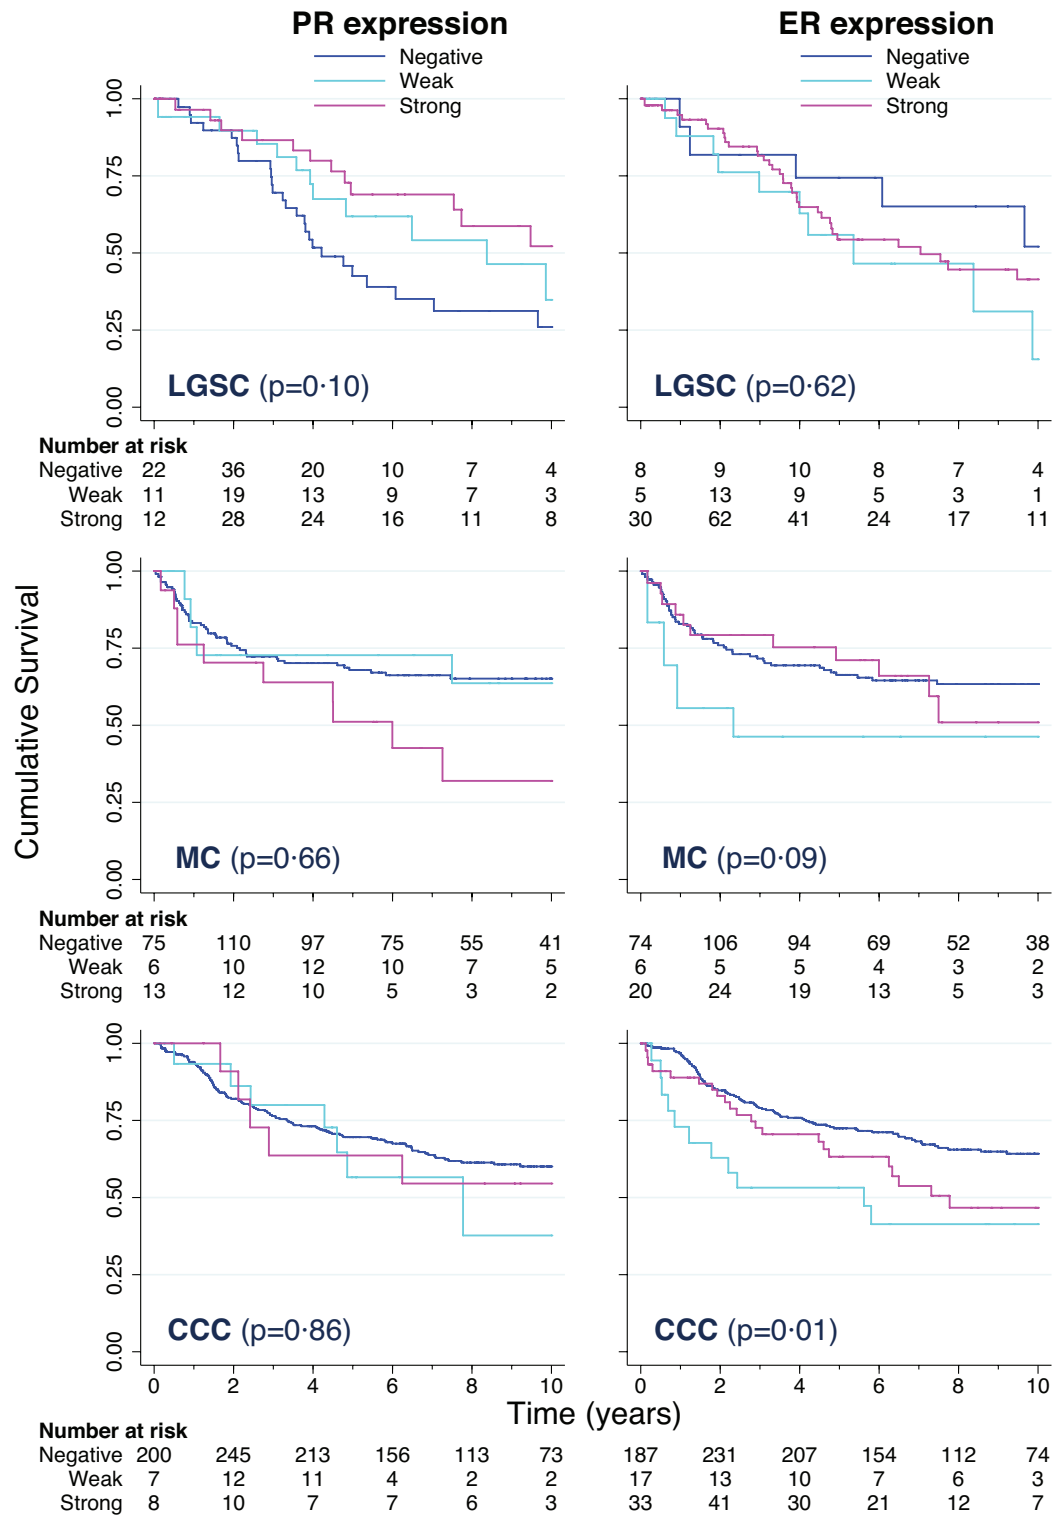 PR expression
Negative
Weak
Strong
ER expression
Negative
Weak
Strong
Cumulative Survival
1.00
0.75
0.50
0.25
0.00
LGSC (p=0·10)
LGSC (p=0·62)
Number at risk
Negative 22 36 20 10 7 4 8 9 10 8 7 4
Weak 11 19 13 9 7 3 5 13 9 5 3 1
Strong 12 28 24 16 11 8 30 62 41 24 17 11
1.00
0.75
0.50
0.25
0.00
MC (p=0·66)
MC (p=0·09)
Number at risk
Negative 75 110 97 75 55 41 74 106 94 69 52 38
Weak 6 10 12 10 7 5 6 5 5 4 3 2
Strong 13 12 10 5 3 2 20 24 19 13 5 3
1.00
0.75
0.50
0.25
0.00
CCC (p=0·86)
CCC (p=0·01)
0 2 4 6 8 10 0 2 4 6 8 10
Time (years)
Number at risk
Negative 200 245 213 156 113 73 187 231 207 154 112 74
Weak 7 12 11 4 2 2 17 13 10 7 6 3
Strong 8 10 7 7 6 3 33 41 30 21 12 7